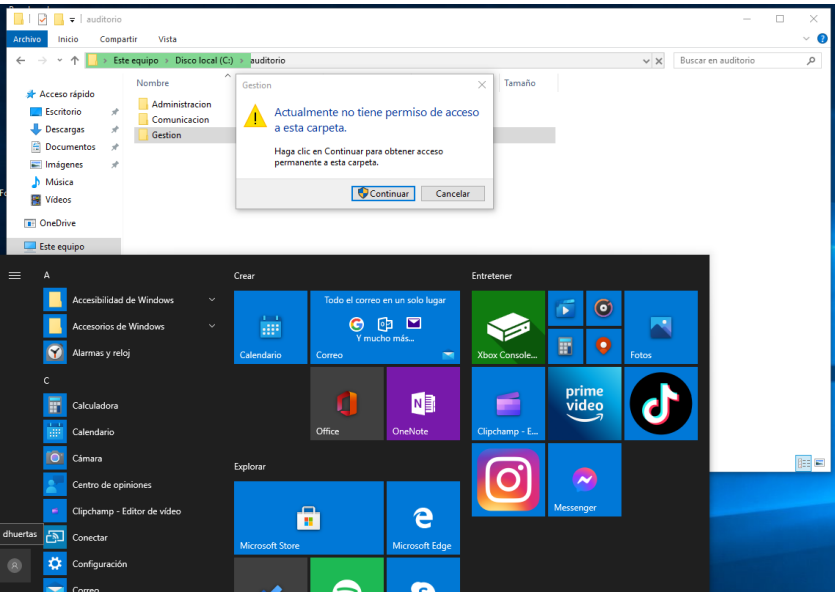 auditorio
Archivo Inicio Compartir Vista
Este equipo > Disco local (C:) > auditorio
Buscar en auditorio
Nombre
Tamaño
Acceso rápido
Escritorio
Descargas
Documentos
Imágenes
Música
Vídeos
OneDrive
Este equipo
Administracion
Comunicacion
Gestion
Gestion
Actualmente no tiene permiso de acceso
a esta carpeta.
Haga clic en Continuar para obtener acceso
permanente a esta carpeta.
Continuar Cancelar
A
Accesibilidad de Windows
Accesorios de Windows
Alarmas y reloj
C
Calculadora
Calendario
Cámara
Centro de opiniones
Clipchamp - Editor de vídeo
Conectar
Configuración
Correo
dhuertas
Crear
Calendario
Todo el correo en un solo lugar
Y mucho más...
Correo
Office
OneNote
Explorar
Microsoft Store
Microsoft Edge
Entretener
Xbox Console...
Fotos
Clipchamp - E...
prime
video
Messenger